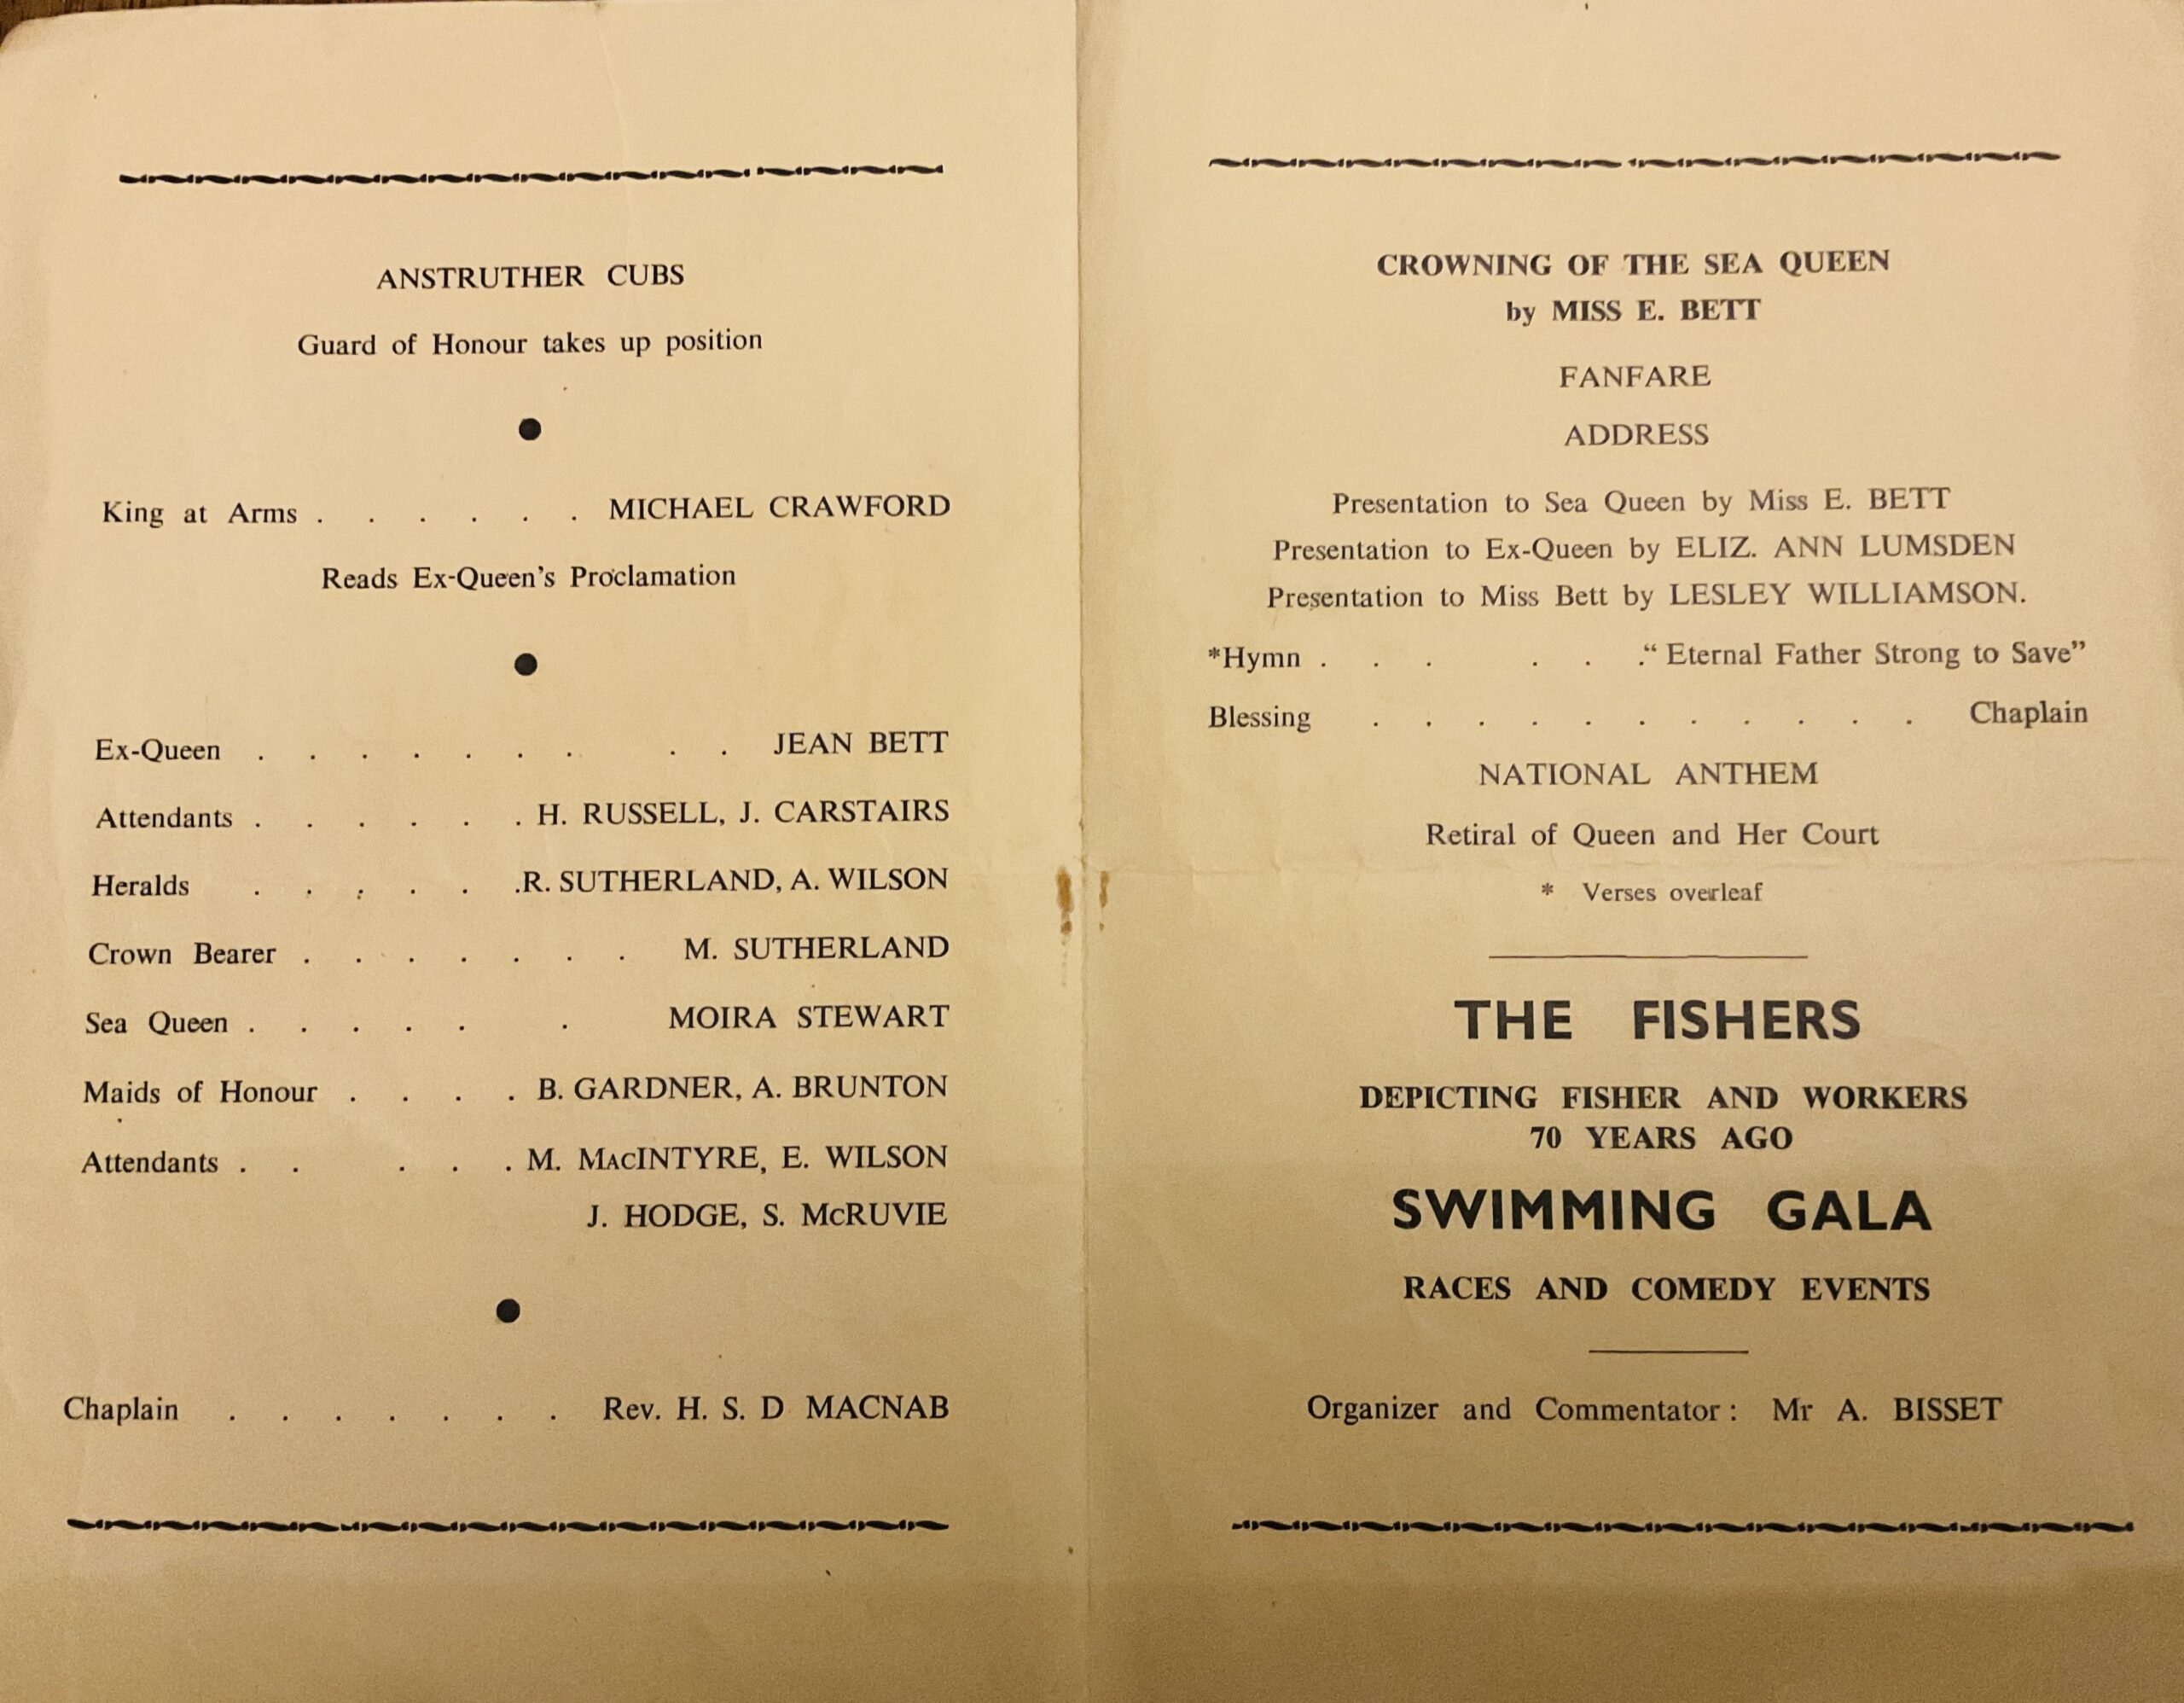 ANSTRUTHER CUBS
Guard of Honour takes up position
King at Arms . . . . . . MICHAEL CRAWFORD
Reads Ex-Queen's Proclamation
Ex-Queen . . . . . . . . . JEAN BETT
Attendants . . . . . . H. RUSSELL, J. CARSTAIRS
Heralds . . . . . .R. SUTHERLAND, A. WILSON
Crown Bearer . . . . . . . M. SUTHERLAND
Sea Queen . . . . . . MOIRA STEWART
Maids of Honour . . . . B. GARDNER, A. BRUNTON
Attendants . . . . . M. MACINTYRE, E. WILSON
J. HODGE, S. McRUVIE
Chaplain . . . . . . . Rev. H. S. D MACNAB
CROWNING OF THE SEA QUEEN
by MISS E. BETT
FANFARE
ADDRESS
Presentation to Sea Queen by Miss E. BETT
Presentation to Ex-Queen by ELIZ. ANN LUMSDEN
Presentation to Miss Bett by LESLEY WILLIAMSON.
*Hymn . . . . . ." Eternal Father Strong to Save"
Blessing . . . . . . . . . . . Chaplain
NATIONAL ANTHEM
Retiral of Queen and Her Court
* Verses overleaf
THE FISHERS
DEPICTING FISHER AND WORKERS
70 YEARS AGO
SWIMMING GALA
RACES AND COMEDY EVENTS
Organizer and Commentator : Mr A. BISSET